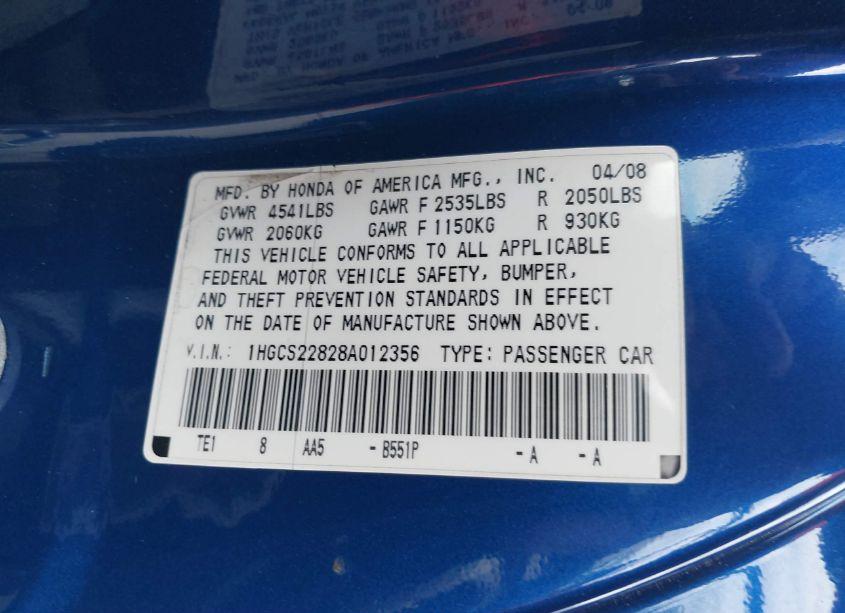 MFD. BY HONDA OF AMERICA MFG., INC. 04/08
GVWR 4541LBS GAWR F 2535LBS R 2050LBS
GVWR 2060KG GAWR F 1150KG R 930KG
THIS VEHICLE CONFORMS TO ALL APPLICABLE
FEDERAL MOTOR VEHICLE SAFETY, BUMPER,
AND THEFT PREVENTION STANDARDS IN EFFECT
ON THE DATE OF MANUFACTURE SHOWN ABOVE.
V.I.N.: 1HGCS22828A012356 TYPE: PASSENGER CAR
TE1 8 AA5 - B551P - A - A